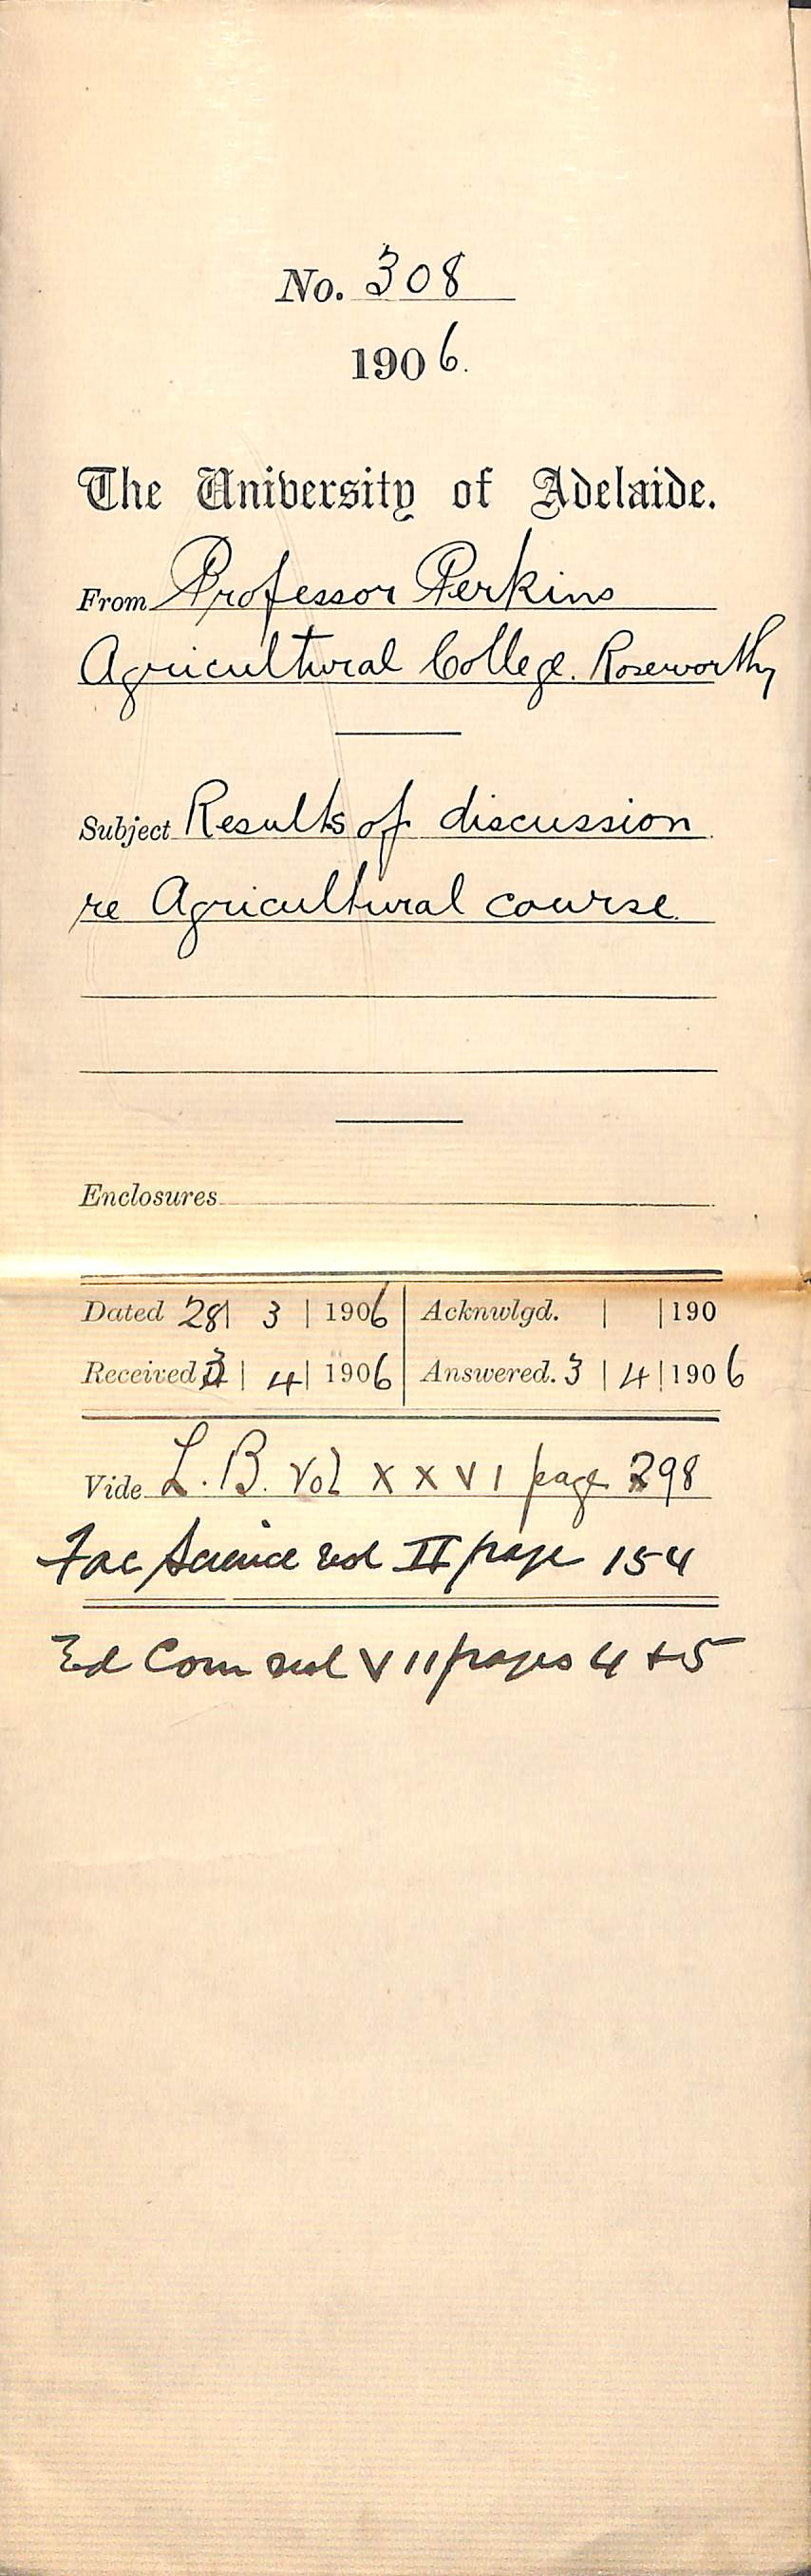 No. 308
1906.
The University of Adelaide.
From Professor Perkins
Agricultural College. Roseworthy
Subject Results of discussion
re Agricultural course
Enclosures
Dated 28 | 3 | 1906 | Acknwlgd. | | 190
Received 3 | 4 | 1906 | Answered. 3 | 4 | 1906
Vide L. B. Vol XXVI page 298
Fac Science vol II page 154
Ed Com vol VII pages 4 + 5